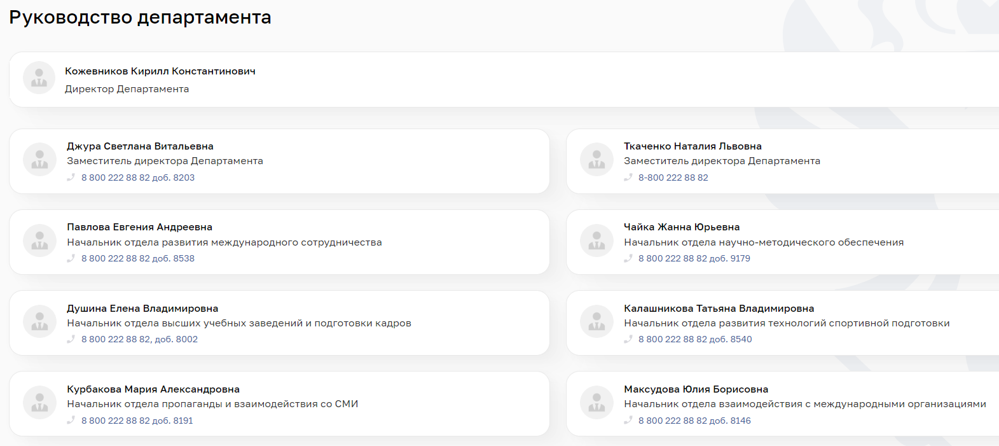 Руководство департамента
Кожевников Кирилл Константинович
Директор Департамента
Джура Светлана Витальевна
Заместитель директора Департамента
8 800 222 88 82 доб. 8203
Ткаченко Наталия Львовна
Заместитель директора Департамента
8-800 222 88 82
Павлова Евгения Андреевна
Начальник отдела развития международного сотрудничества
8 800 222 88 82 доб. 8538
Чайка Жанна Юрьевна
Начальник отдела научно-методического обеспечения
8 800 222 88 82 доб. 9179
Душина Елена Владимировна
Начальник отдела высших учебных заведений и подготовки кадров
8 800 222 88 82, доб. 8002
Калашникова Татьяна Владимировна
Начальник отдела развития технологий спортивной подготовки
8 800 222 88 82 доб. 8540
Курбакова Мария Александровна
Начальник отдела пропаганды и взаимодействия со СМИ
8 800 222 88 82 доб. 8191
Максудова Юлия Борисовна
Начальник отдела взаимодействия с международными организациями
8 800 222 88 82 доб. 8146